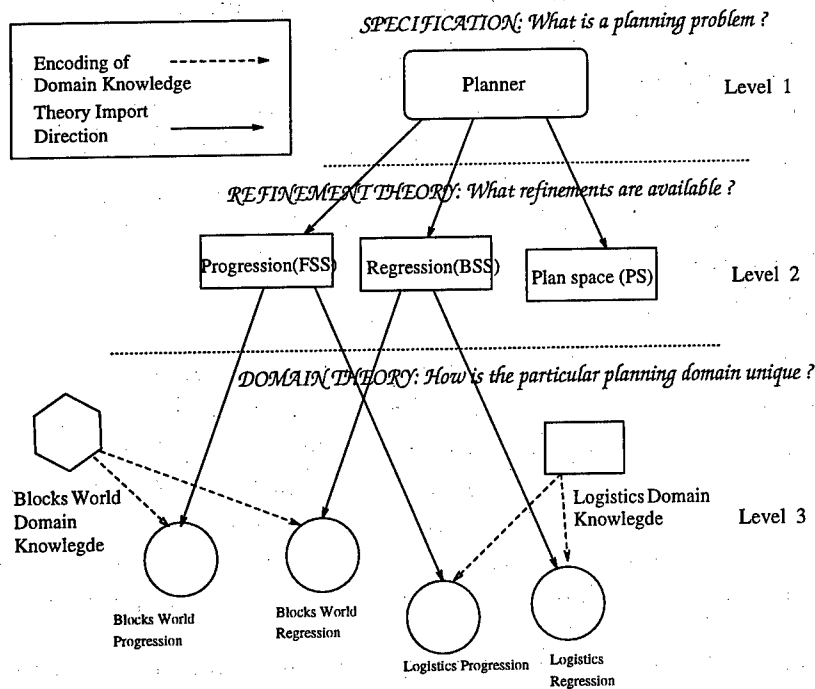 SPECIFICATION: What is a planning problem ?
Encoding of
Domain Knowledge
Theory Import
Direction
Planner
Level 1
REFINEMENT THEORY: What refinements are available ?
Progression(FSS)
Regression(BSS)
Plan space (PS)
Level 2
DOMAIN THEORY: How is the particular planning domain unique ?
Blocks World
Domain
Knowlegde
Logistics Domain
Knowlegde
Level 3
Blocks World
Progression
Blocks World
Regression
Logistics Progression
Logistics
Regression